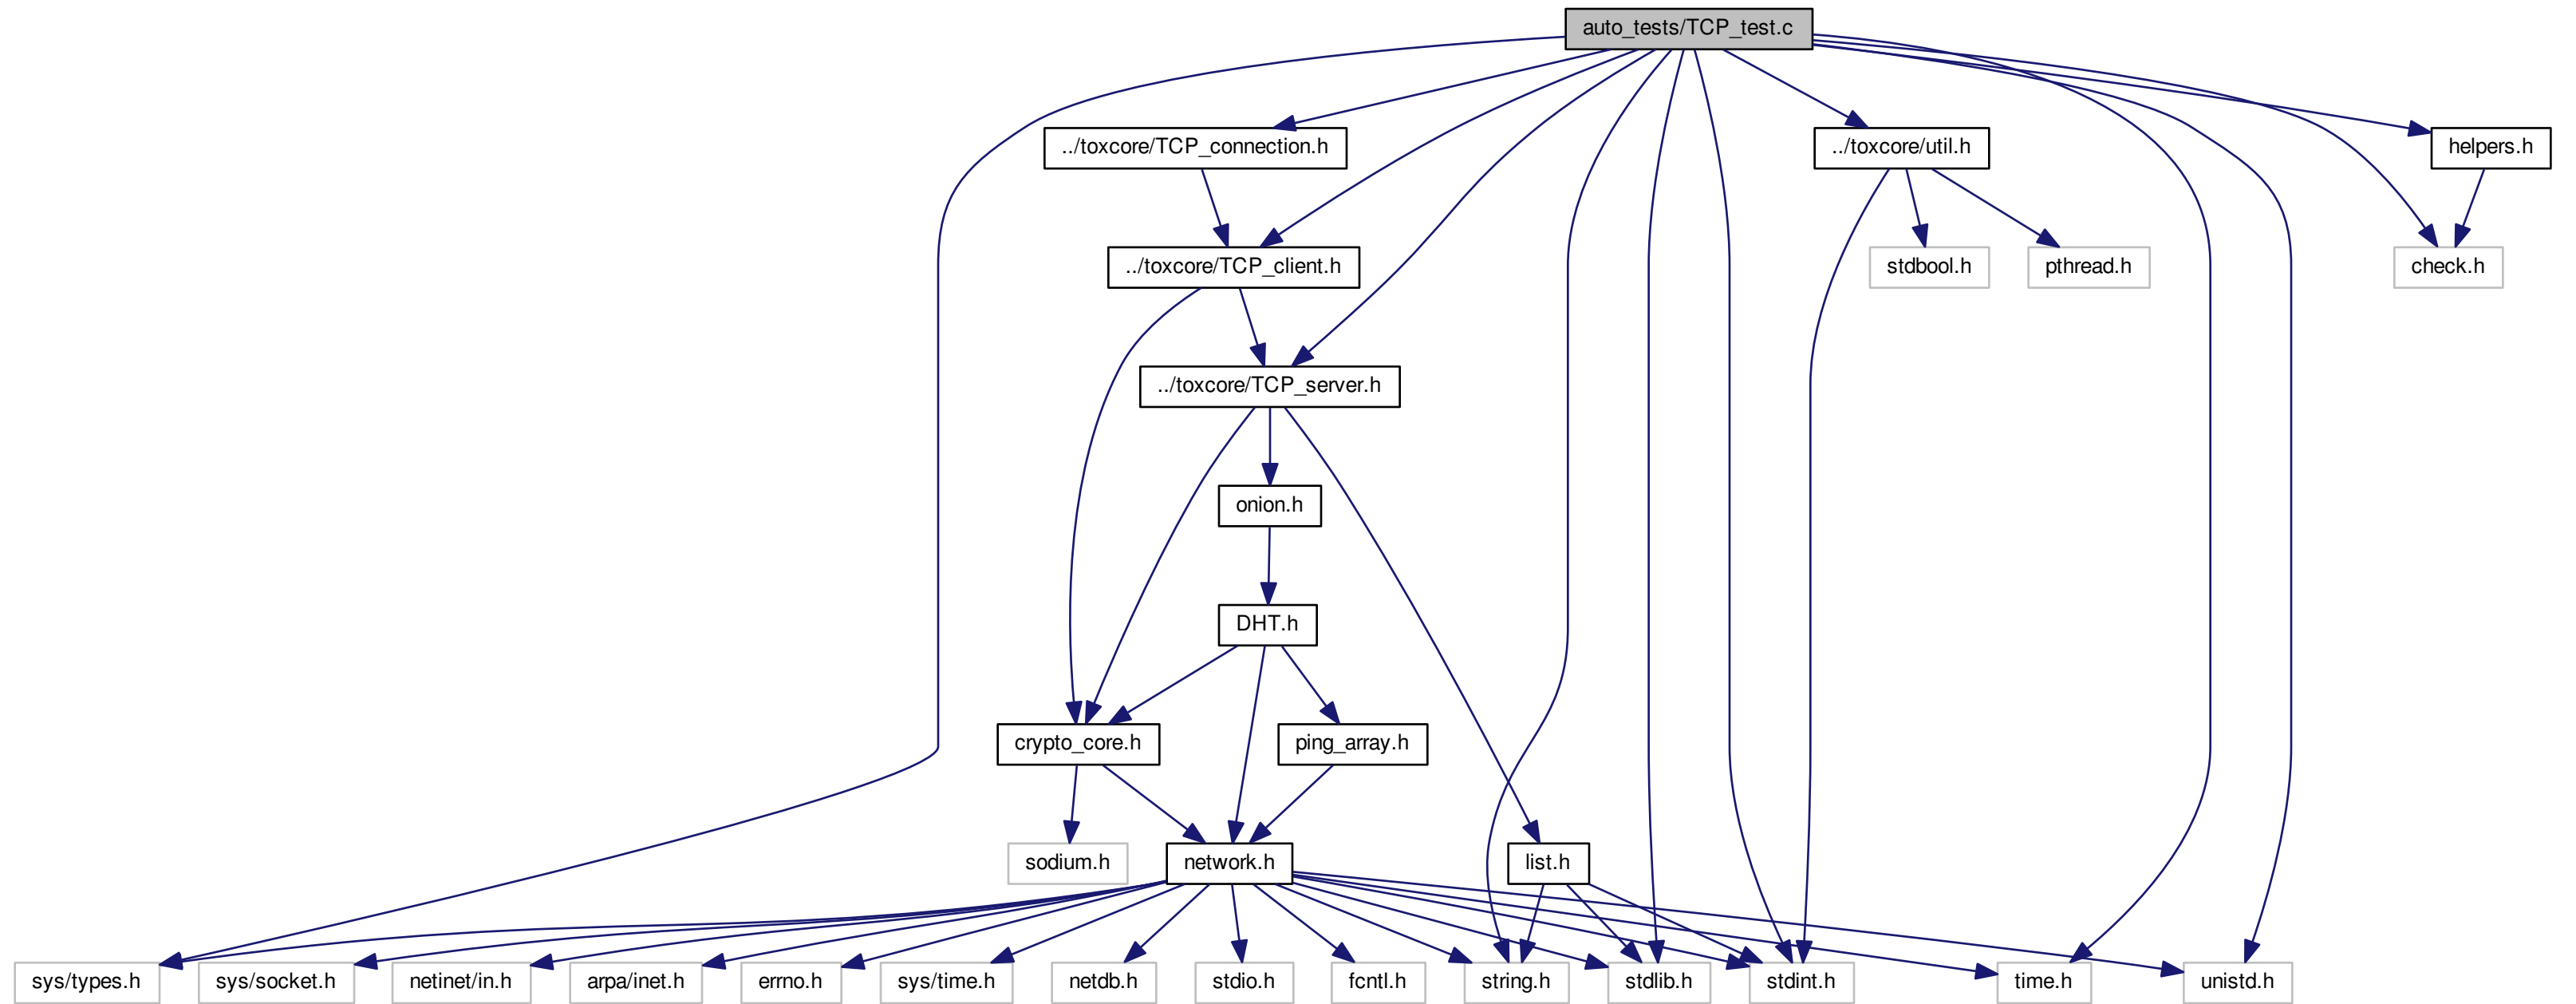 auto_tests/TCP_test.c
../toxcore/TCP_connection.h
../toxcore/util.h
helpers.h
../toxcore/TCP_client.h
stdbool.h
pthread.h
check.h
../toxcore/TCP_server.h
onion.h
DHT.h
crypto_core.h
ping_array.h
sodium.h
network.h
list.h
sys/types.h
sys/socket.h
netinet/in.h
arpa/inet.h
errno.h
sys/time.h
netdb.h
stdio.h
fcntl.h
string.h
stdlib.h
stdint.h
time.h
unistd.h